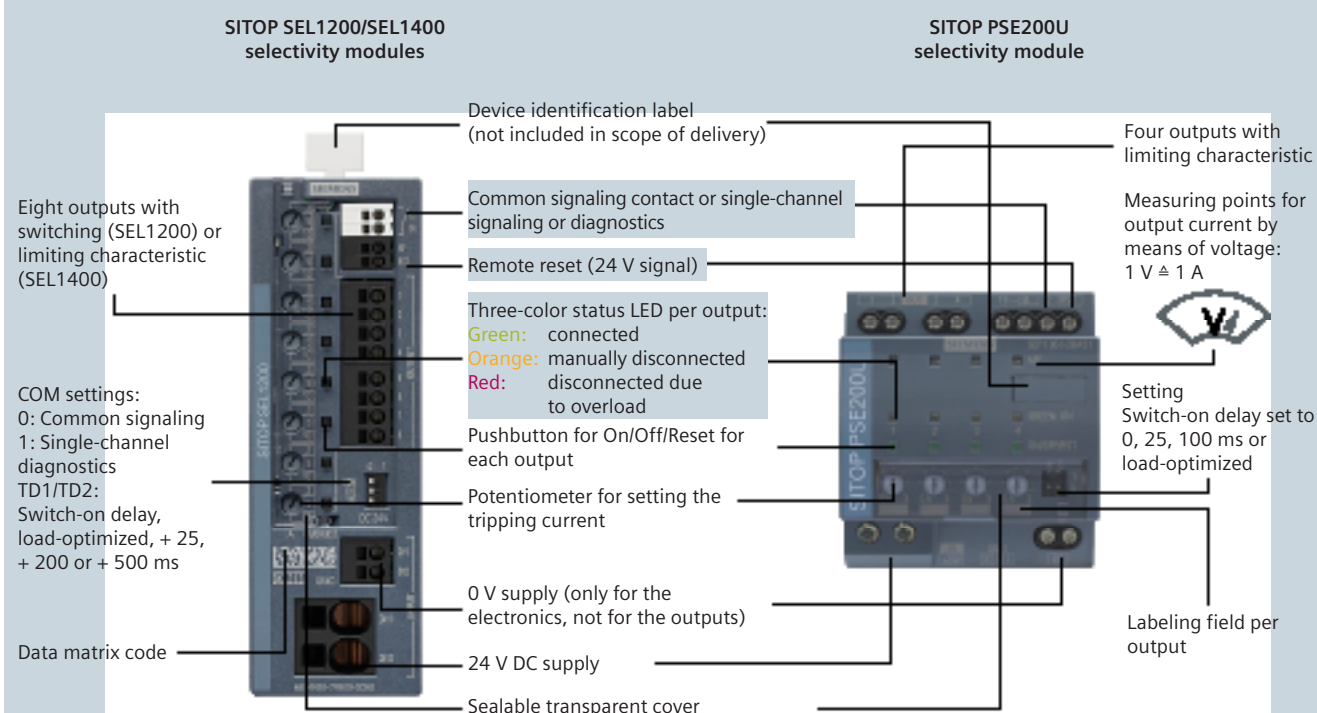 SITOP SEL1200/SEL1400
selectivity modules
SITOP PSE200U
selectivity module
Device identification label
(not included in scope of delivery)
Four outputs with
limiting characteristic
Eight outputs with
switching (SEL1200) or
limiting characteristic
(SEL1400)
Common signaling contact or single-channel
signaling or diagnostics
Measuring points for
output current by
means of voltage:
1 V ≙ 1 A
Remote reset (24 V signal)
Three-color status LED per output:
Green: connected
Orange: manually disconnected
Red: disconnected due
to overload
COM settings:
0: Common signaling
1: Single-channel
diagnostics
TD1/TD2:
Switch-on delay,
load-optimized, + 25,
+ 200 or + 500 ms
Setting
Switch-on delay set to
0, 25, 100 ms or
load-optimized
Pushbutton for On/Off/Reset for
each output
Potentiometer for setting the
tripping current
0 V supply (only for the
electronics, not for the outputs)
Labeling field per
output
Data matrix code
24 V DC supply
Sealable transparent cover
SIEMENS
SITOP SEL1200
SIEMENS
SITOP PSE200U
1 2 3 4
V